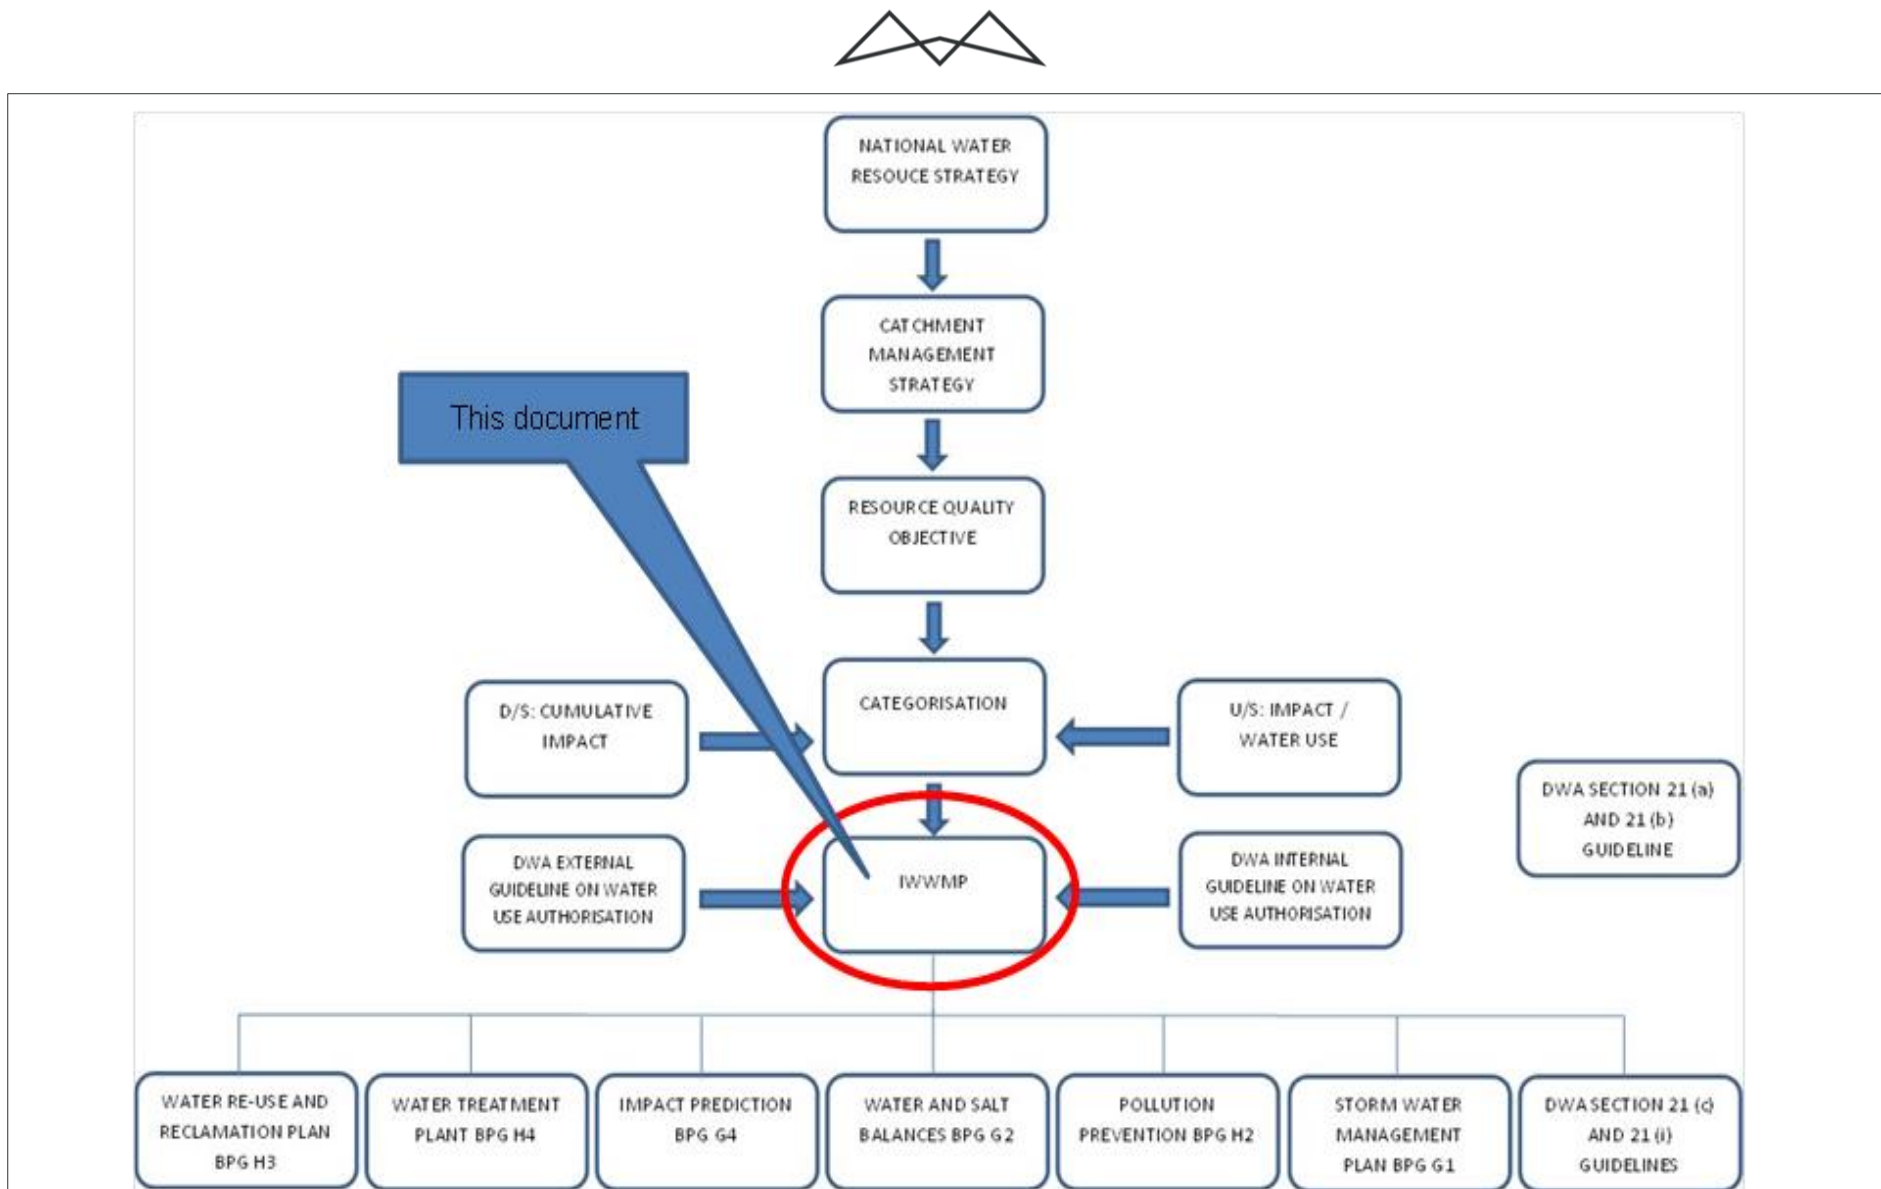 NATIONAL WATER
RESOUCE STRATEGY
CATCHMENT
MANAGEMENT
STRATEGY
This document
RESOURCE QUALITY
OBJECTIVE
D/S: CUMULATIVE
IMPACT
CATEGORISATION
U/S: IMPACT /
WATER USE
DWA SECTION 21 (a)
AND 21 (b)
GUIDELINE
DWA EXTERNAL
GUIDELINE ON WATER
USE AUTHORISATION
IWWMP
DWA INTERNAL
GUIDELINE ON WATER
USE AUTHORISATION
WATER RE-USE AND
RECLAMATION PLAN
BPG H3
WATER TREATMENT
PLANT BPG H4
IMPACT PREDICTION
BPG G4
WATER AND SALT
BALANCES BPG G2
POLLUTION
PREVENTION BPG H2
STORM WATER
MANAGEMENT
PLAN BPG G1
DWA SECTION 21 (c)
AND 21 (i)
GUIDELINES